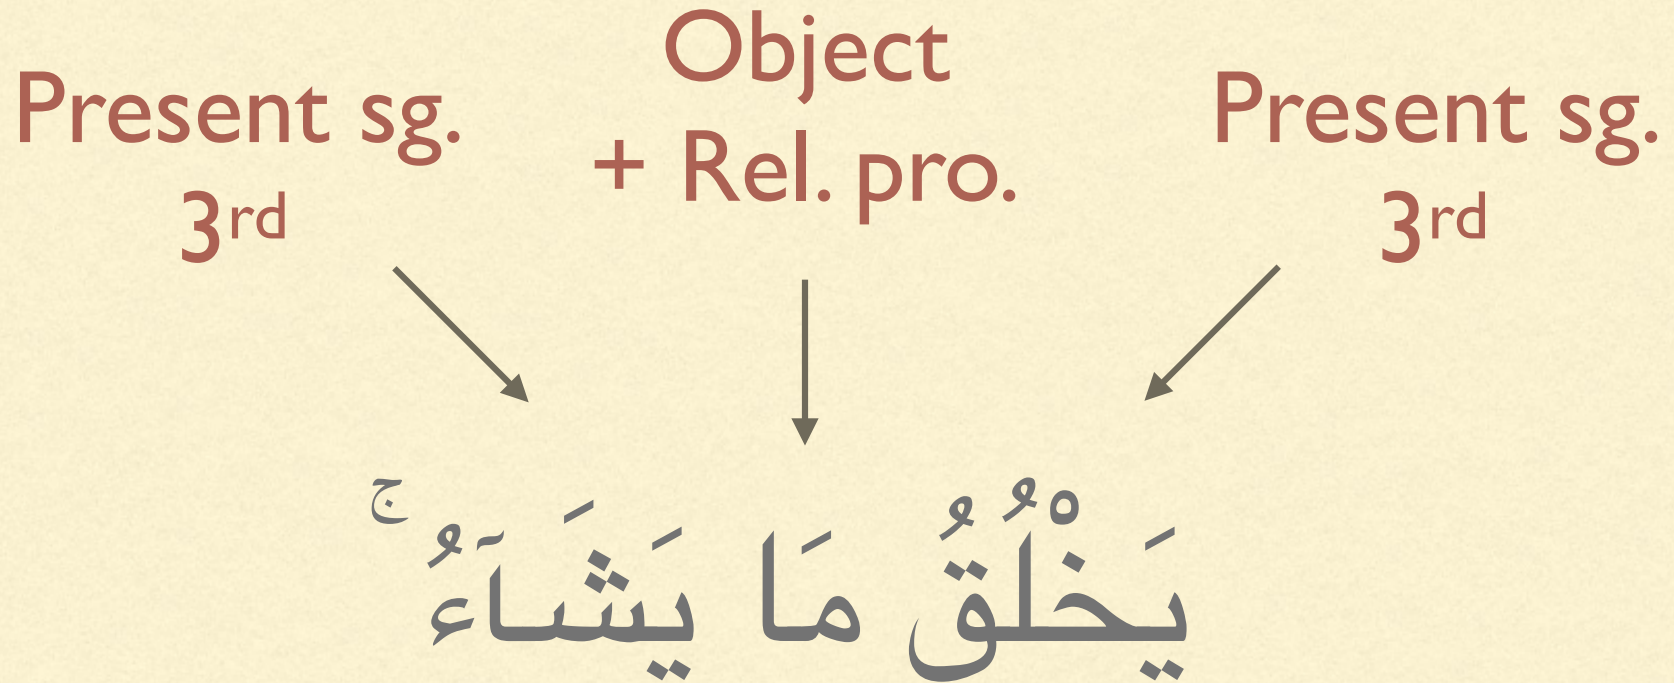 Object
+ Rel. pro.
Present sg.
3rd
Present sg.
3rd
يَخْلُقُ مَا يَشَآءُ ۚ